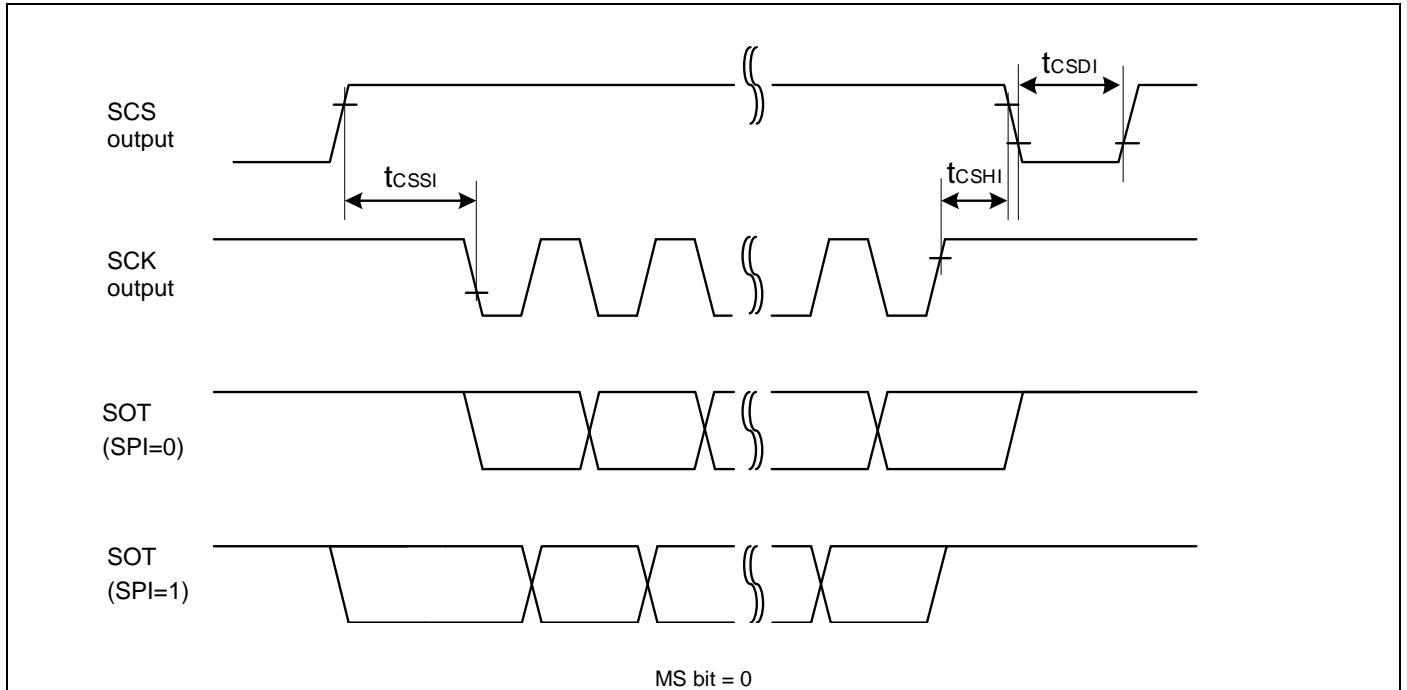 tCSDI
SCS
output
tCSSI
tCSHI
SCK
output
SOT
(SPI=0)
SOT
(SPI=1)
MS bit = 0